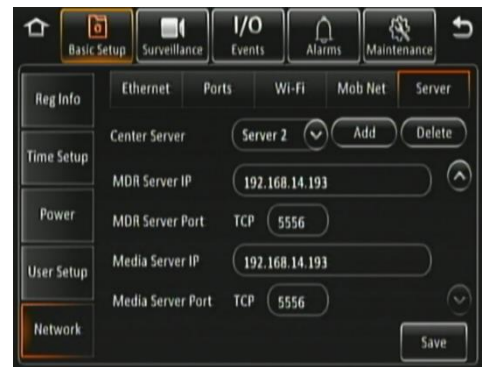 Basic Setup
Surveillance
I/O
Events
Alarms
Maintenance
Reg Info
Time Setup
Power
User Setup
Network
Ethernet Ports Wi-Fi Mob Net Server
Center Server Server 2 Add Delete
MDR Server IP 192.168.14.193
MDR Server Port TCP 5556
Media Server IP 192.168.14.193
Media Server Port TCP 5556
Save